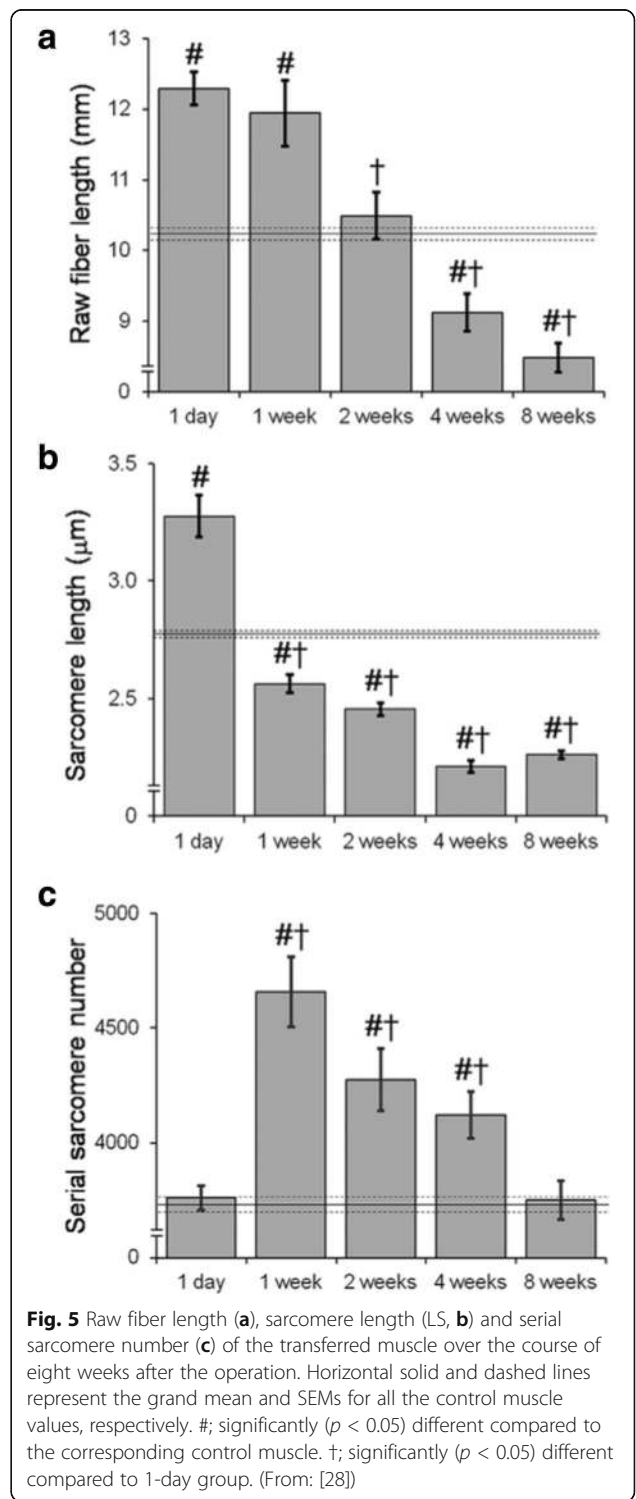 a
Raw fiber length (mm)
13
12
11
10
9
0
# # † #† #†
1 day 1 week 2 weeks 4 weeks 8 weeks
b
Sarcomere length (μm)
3.5
3.0
2.5
0
# #† #† #† #†
1 day 1 week 2 weeks 4 weeks 8 weeks
c
Serial sarcomere number
5000
4500
4000
0
#† #† #†
1 day 1 week 2 weeks 4 weeks 8 weeks
Fig. 5 Raw fiber length (a), sarcomere length (LS, b) and serial
sarcomere number (c) of the transferred muscle over the course of
eight weeks after the operation. Horizontal solid and dashed lines
represent the grand mean and SEMs for all the control muscle
values, respectively. #; significantly (p < 0.05) different compared to
the corresponding control muscle. †; significantly (p < 0.05) different
compared to 1-day group. (From: [28])